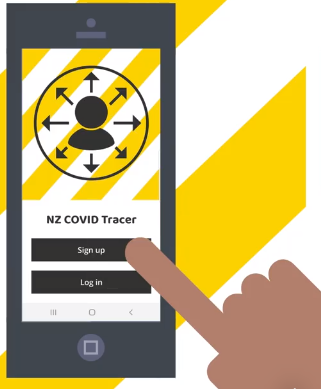 NZ COVID Tracer
Sign up
Log in